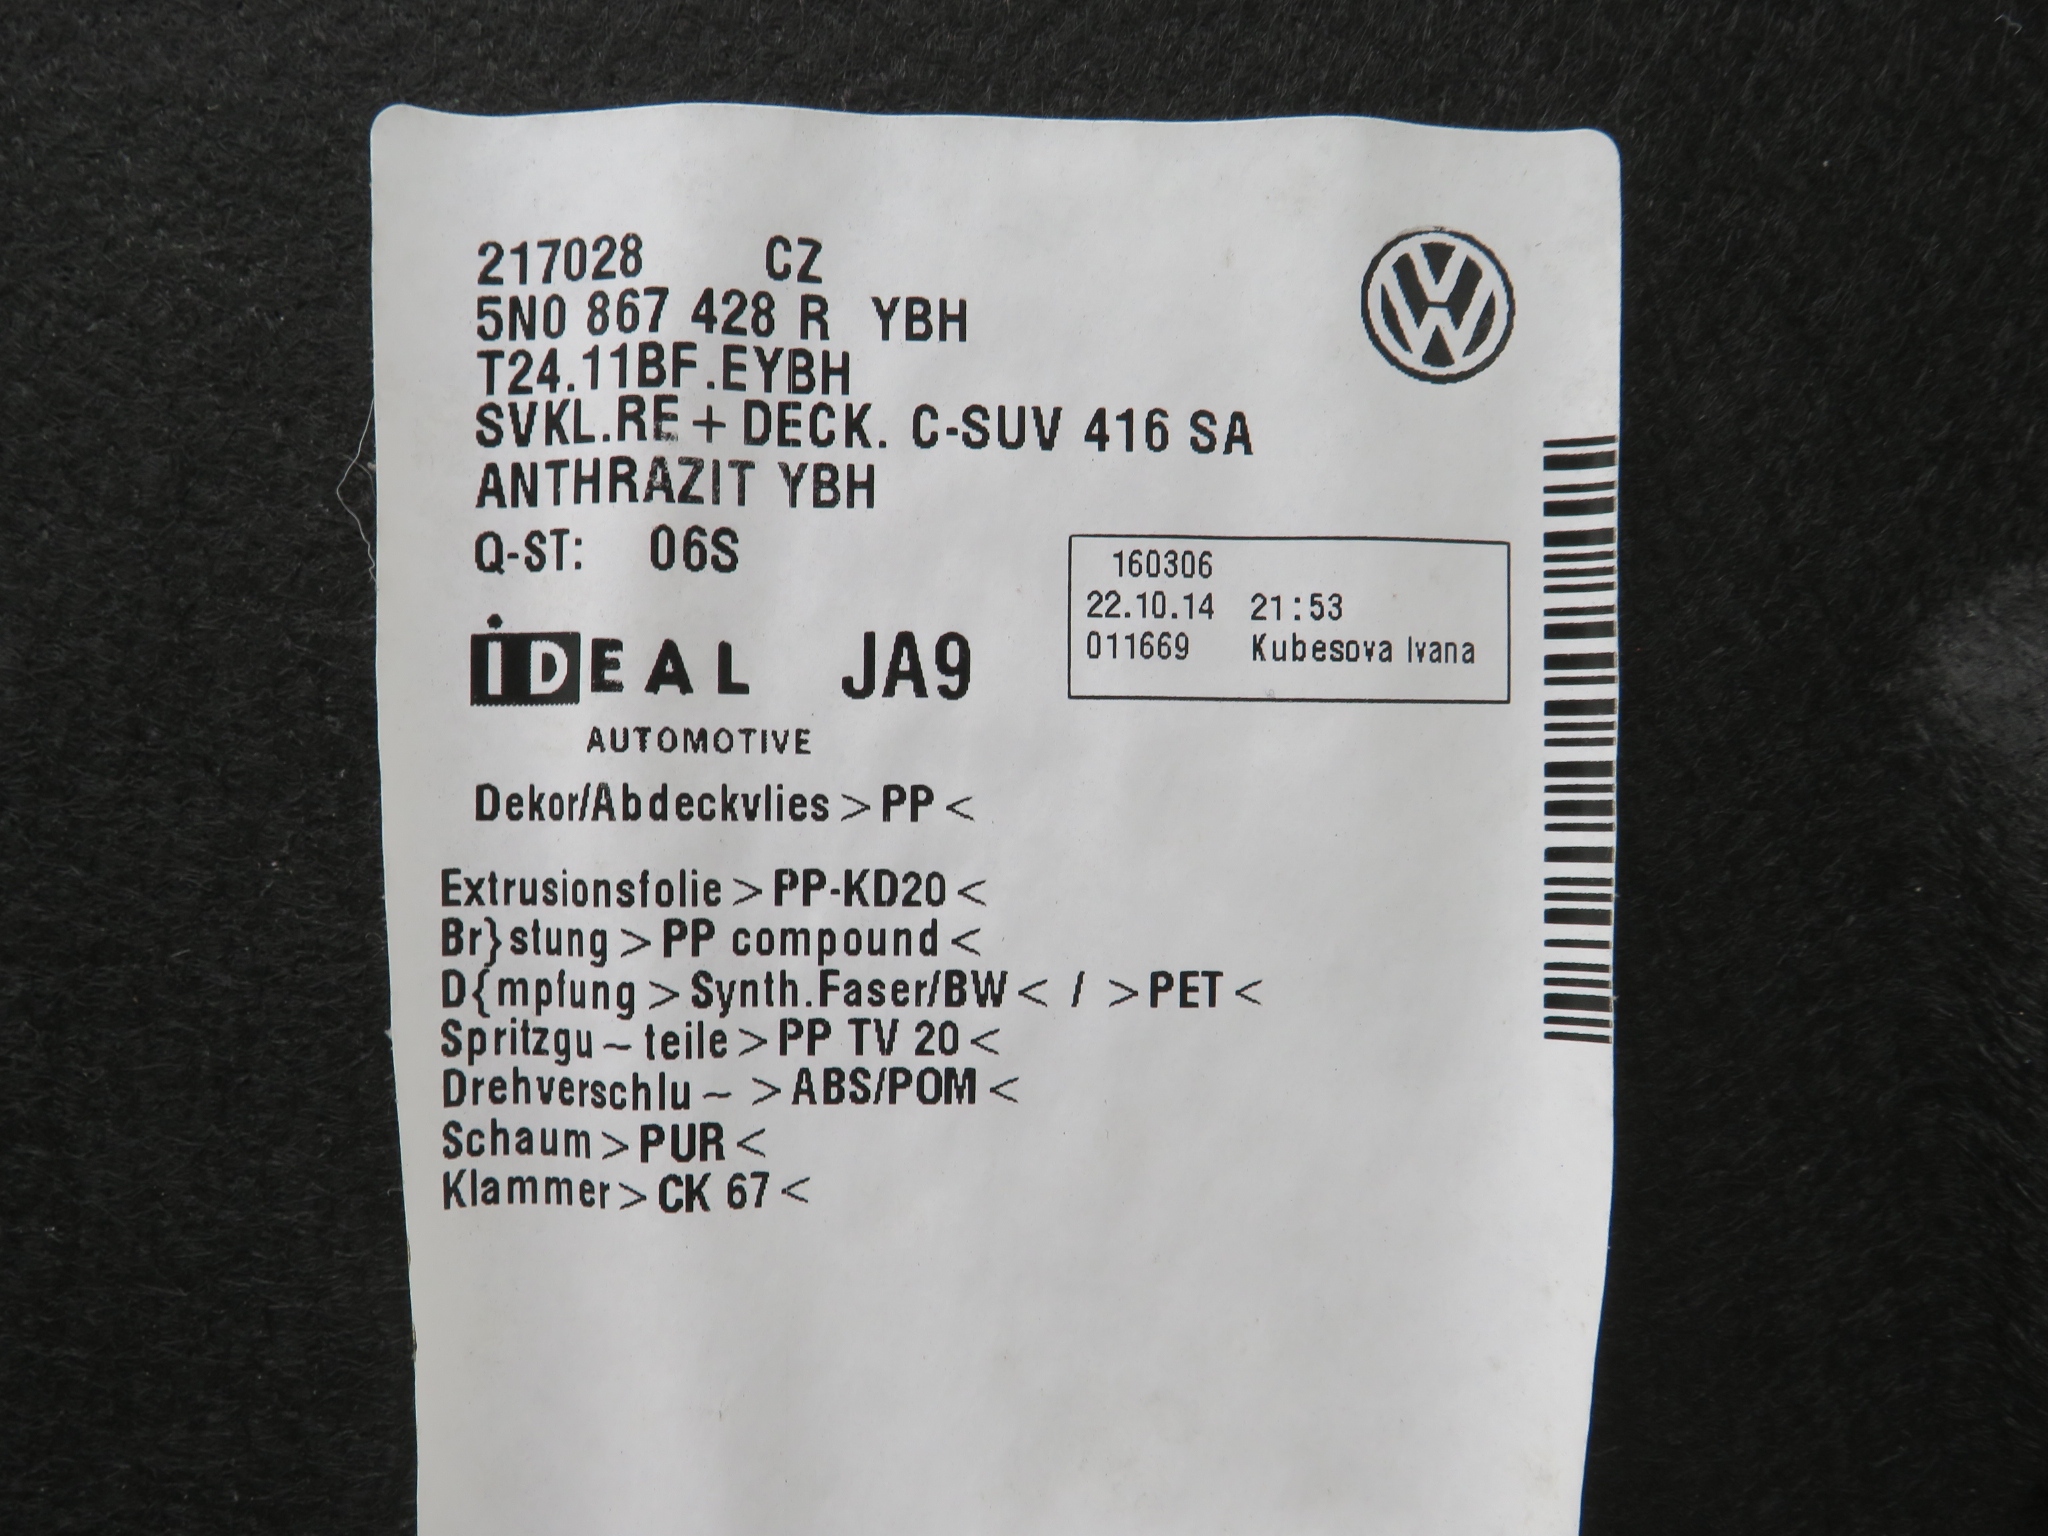 217028 CZ
5N0 867 428 R YBH
T24.11BF.EYBH
SVKL.RE + DECK. C-SUV 416 SA
ANTHRAZIT YBH
Q-ST: 06S
160306
22.10.14 21:53
011669 Kubesova Ivana
iDEAL JA9
AUTOMOTIVE
Dekor/Abdeckvlies > PP <
Extrusionsfolie > PP-KD20 <
Br}stung > PP compound <
D{mpfung > Synth.Faser/BW < / > PET <
Spritzgu ~ teile > PP TV 20 <
Drehverschlu ~ > ABS/POM <
Schaum > PUR <
Klammer > CK 67 <